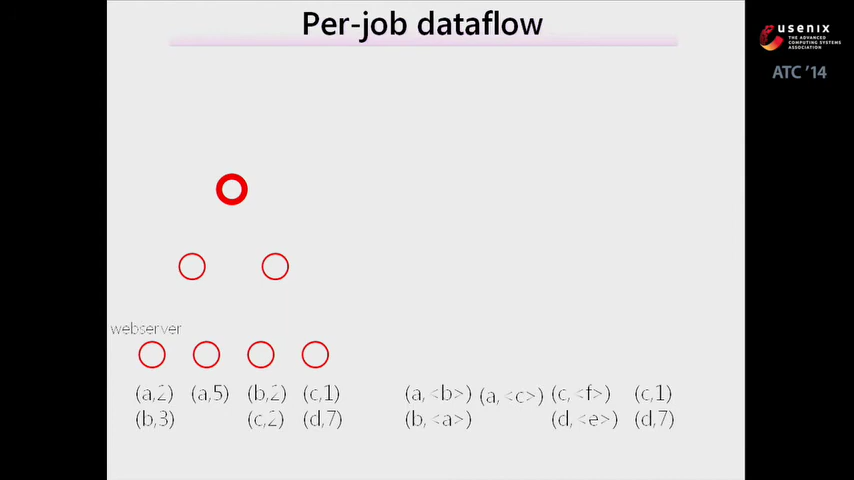 Per-job dataflow
usenix
THE ADVANCED
COMPUTING SYSTEMS
ASSOCIATION
ATC '14
webserver
(a,2) (a,5) (b,2) (c,1) (a, <b>) (a, <c>) (c, <f>) (c,1)
(b,3) (c,2) (d,7) (b, <a>) (d, <e>) (d,7)